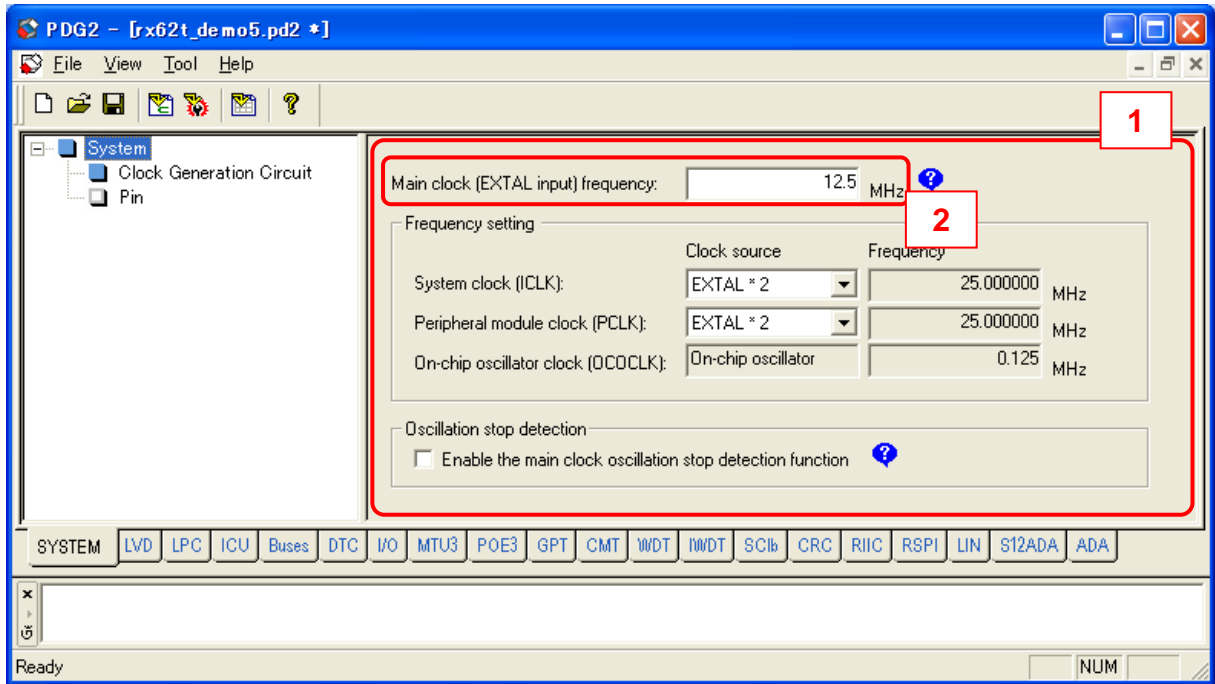 PDG2 - [rx62t_demo5.pd2 *]
File View Tool Help
1
System
Clock Generation Circuit
Pin
Main clock (EXTAL input) frequency: 12.5 MHz
2
Frequency setting
Clock source Frequency
System clock (ICLK): EXTAL * 2 25.000000 MHz
Peripheral module clock (PCLK): EXTAL * 2 25.000000 MHz
On-chip oscillator clock (OCOCLK): On-chip oscillator 0.125 MHz
Oscillation stop detection
Enable the main clock oscillation stop detection function
SYSTEM LVD LPC ICU Buses DTC I/O MTU3 POE3 GPT CMT WDT IWDT SCIb CRC RIIC RSPI LIN S12ADA ADA
Ready NUM